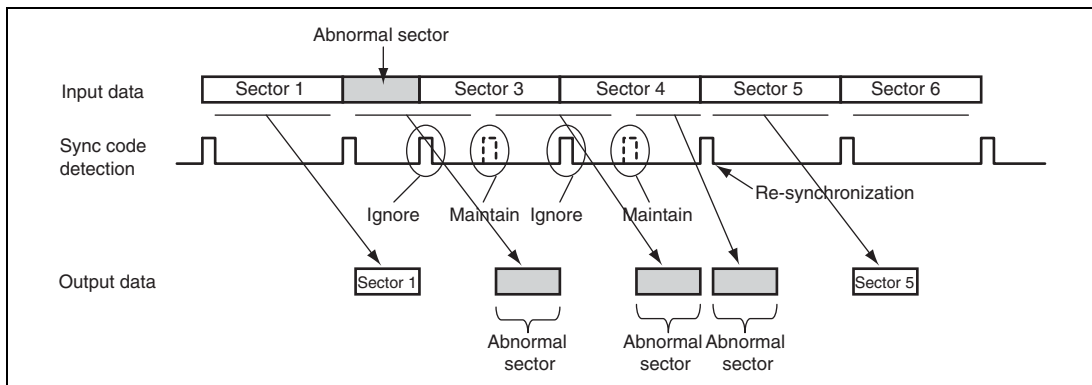 Abnormal sector
Input data
Sector 1
Sector 3
Sector 4
Sector 5
Sector 6
Sync code
detection
Ignore
Maintain
Ignore
Maintain
Re-synchronization
Output data
Sector 1
Sector 5
Abnormal
sector
Abnormal
sector
Abnormal
sector